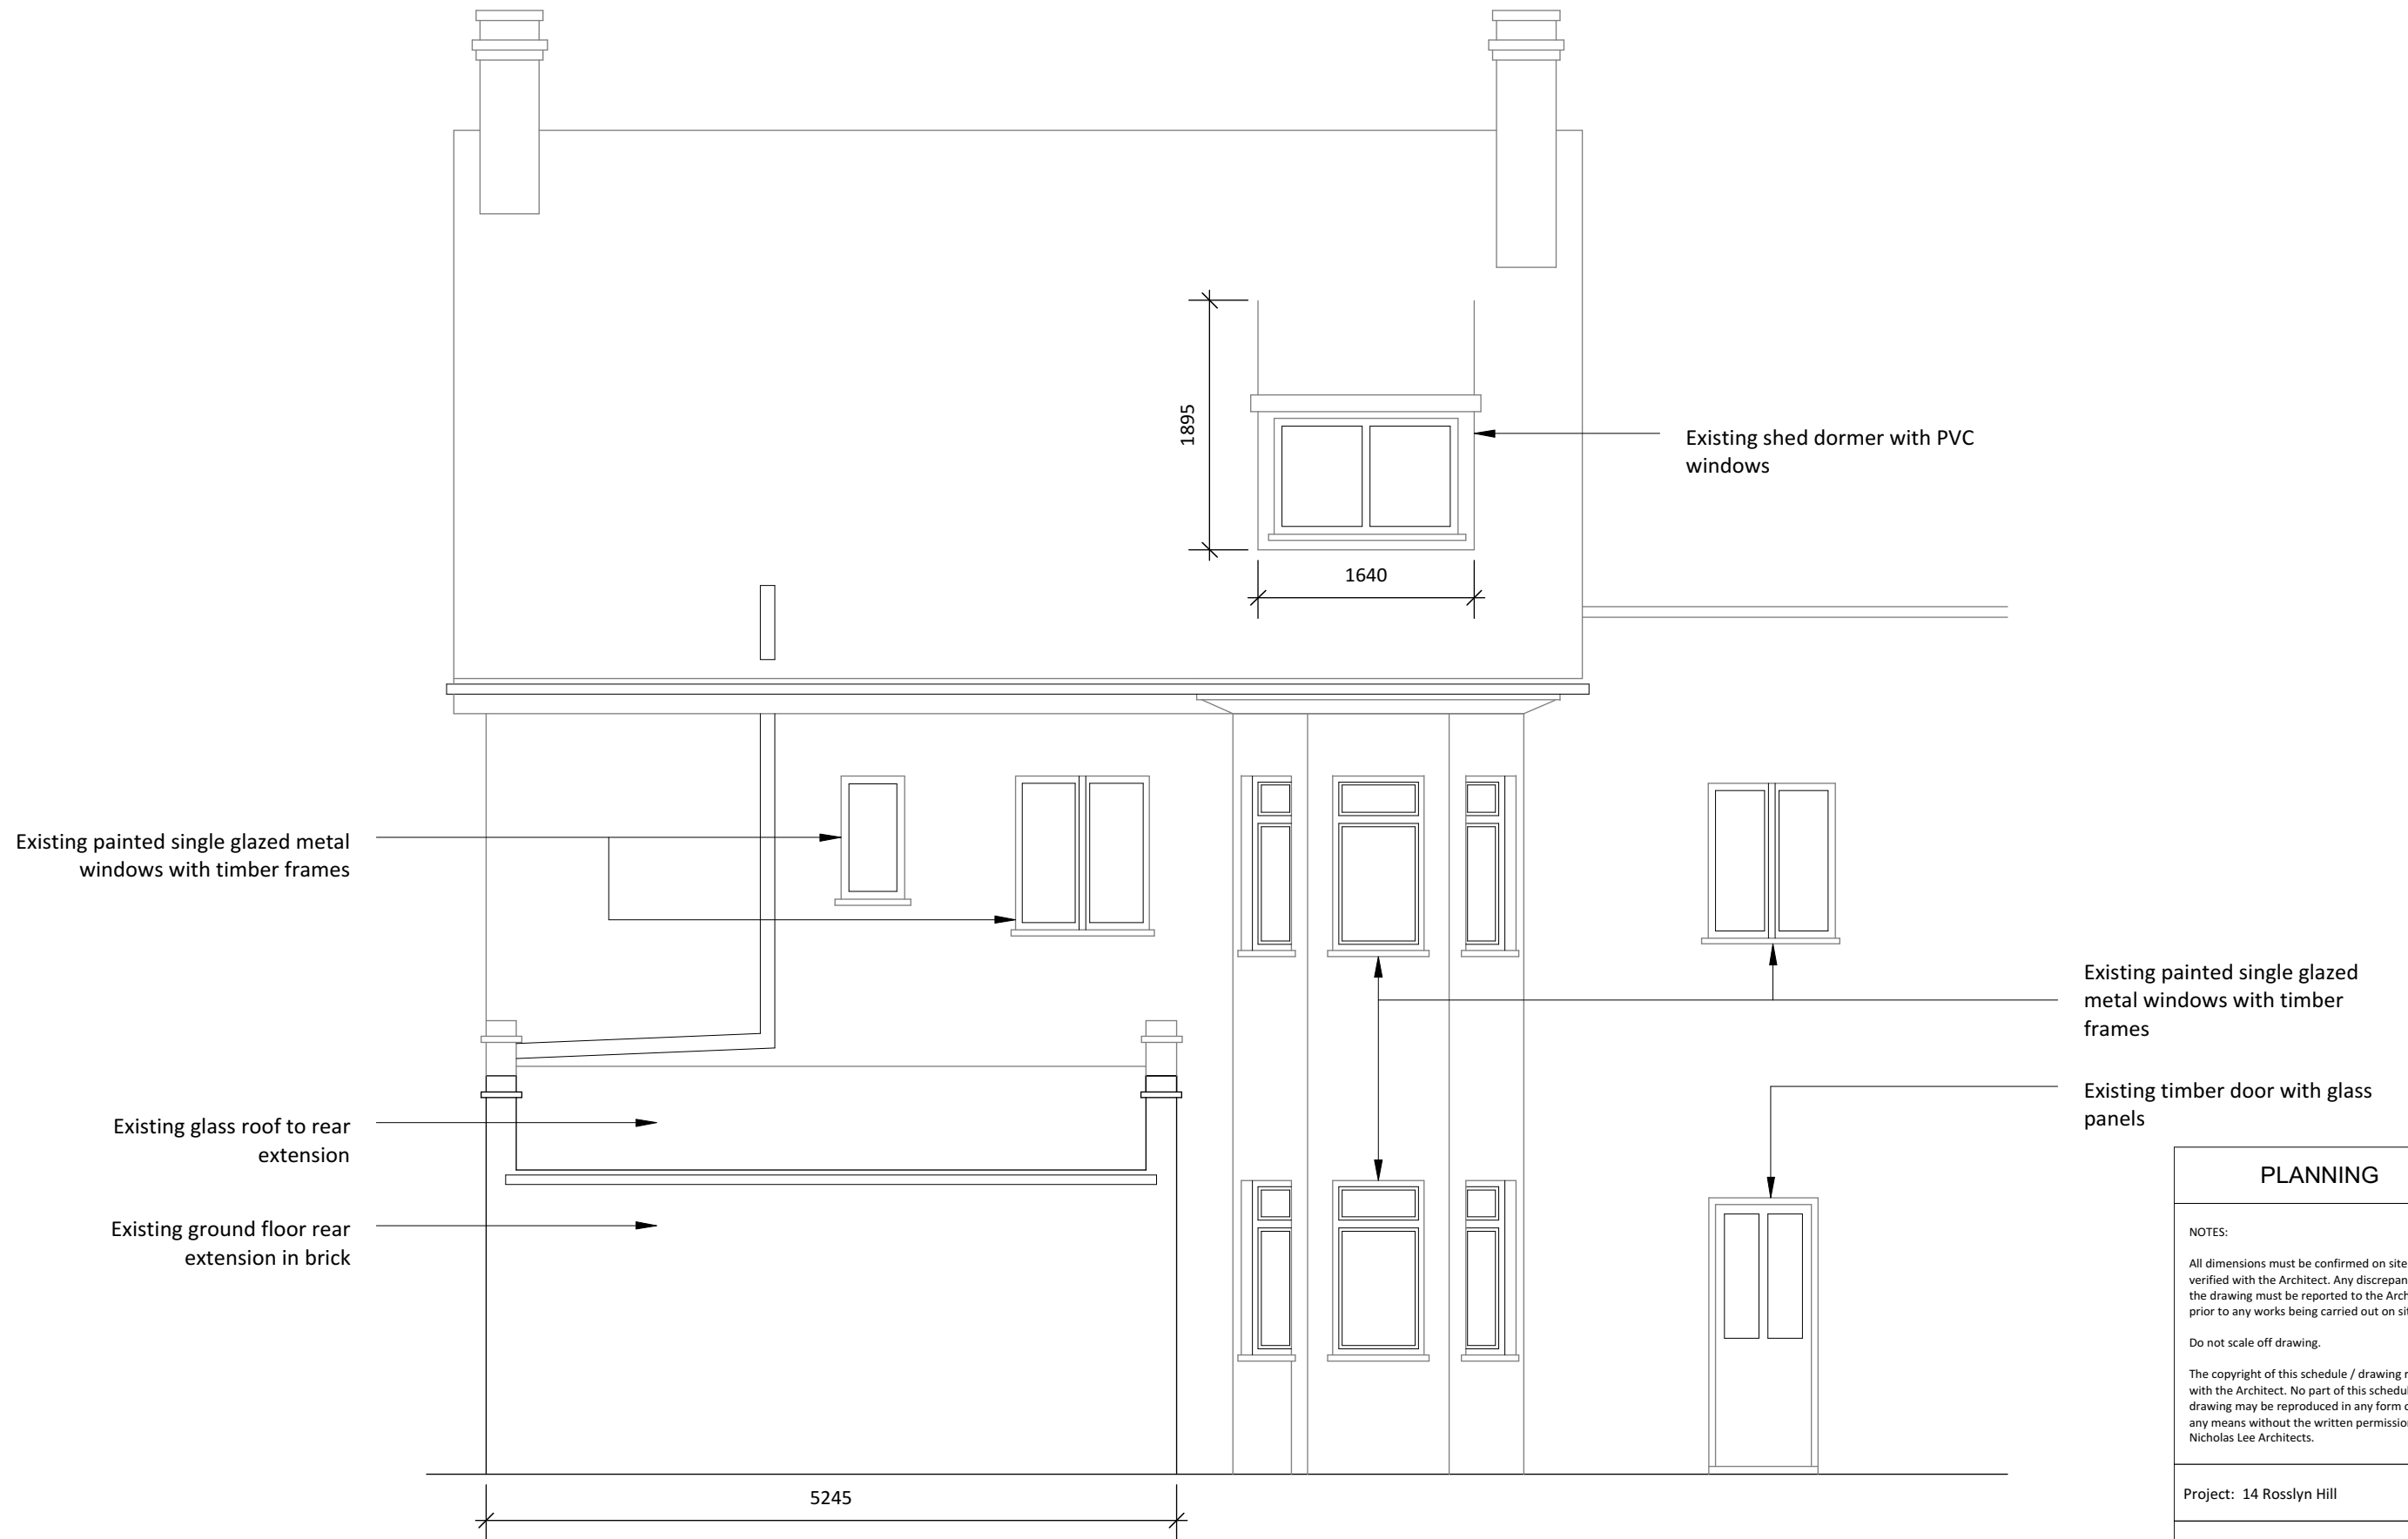 1895
Existing shed dormer with PVC
windows
1640
Existing painted single glazed metal
windows with timber frames
Existing painted single glazed
metal windows with timber
frames
Existing timber door with glass
panels
Existing glass roof to rear
extension
Existing ground floor rear
extension in brick
5245
PLANNING
NOTES:
All dimensions must be confirmed on site
verified with the Architect. Any
the drawing must be reported to the
prior to any works being carried out on
Do not scale off drawing.
The copyright of this schedule / drawing
with the Architect. No part of this
drawing may be reproduced in any form
any means without the written
Nicholas Lee Architects.
Project: 14 Rosslyn Hill